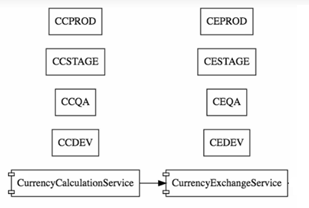 CCPROD CEPROD
CCSTAGE CESTAGE
CCQA CEQA
CCDEV CEDEV
CurrencyCalculationService CurrencyExchangeService